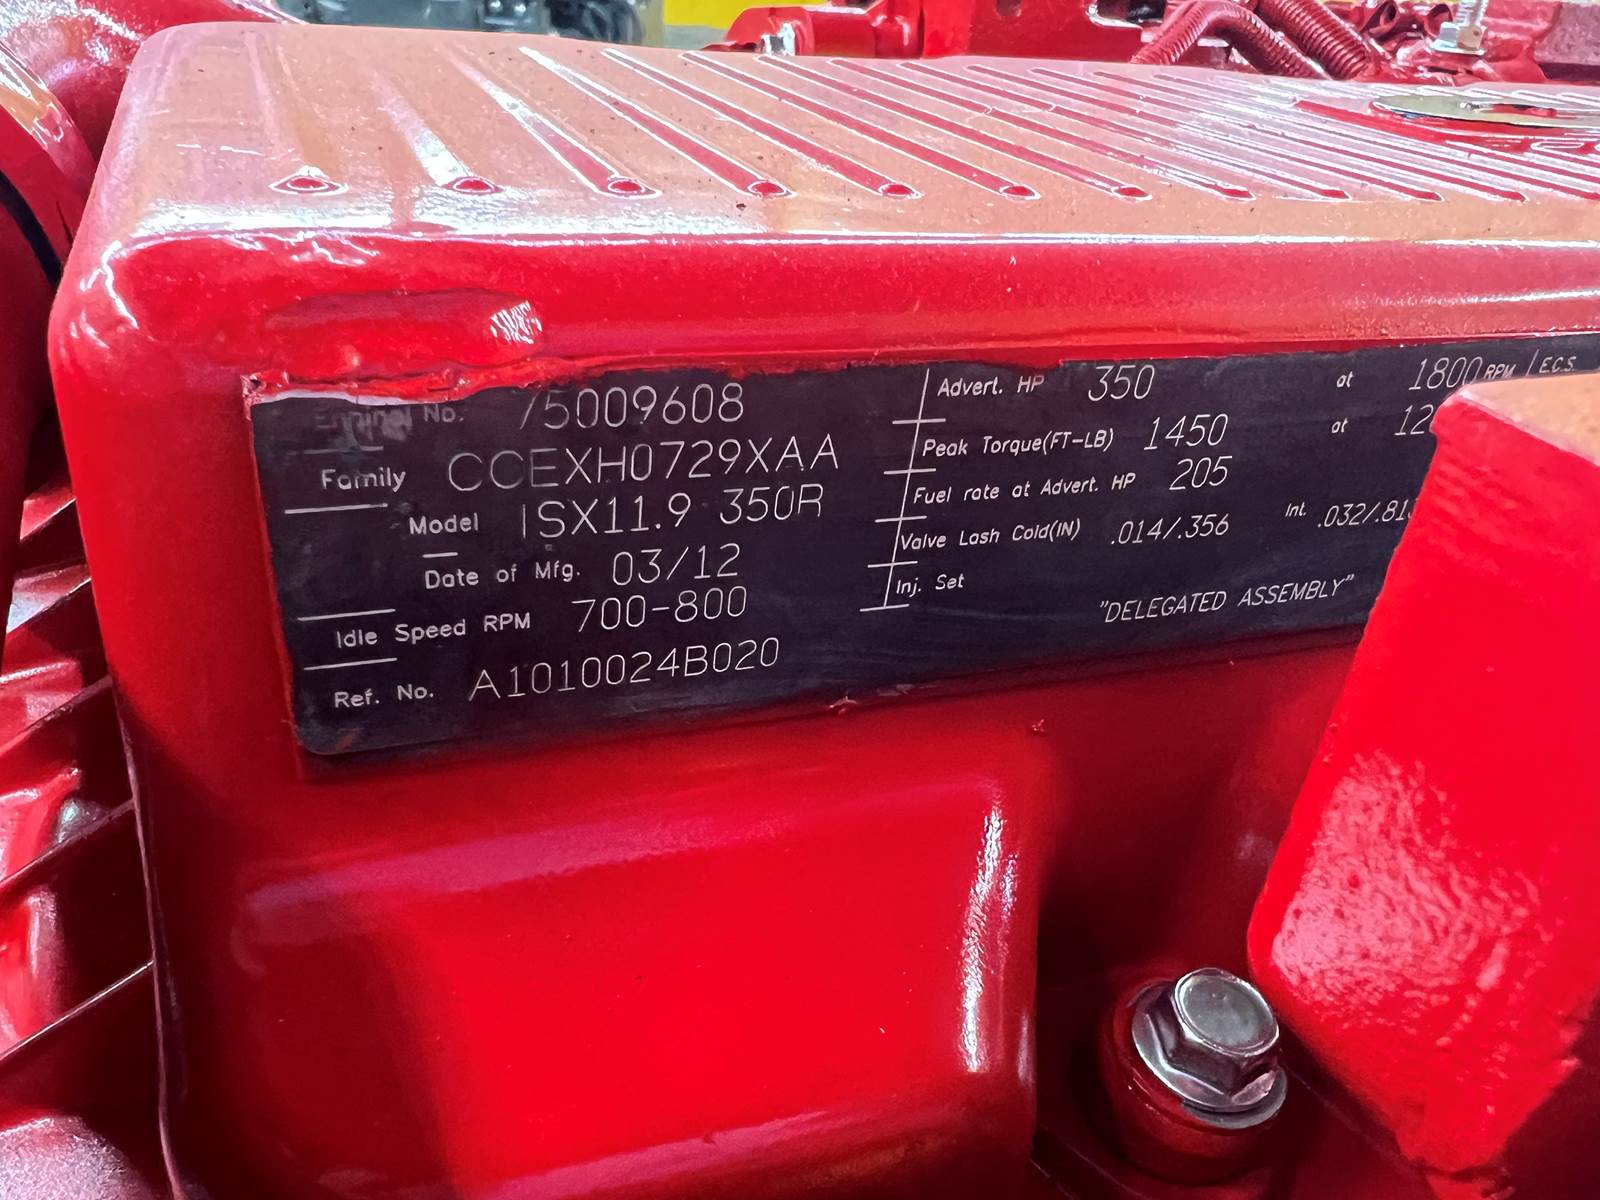 No. 75009608
Family CCEXH0729XAA
Model ISX11.9 350R
Date of Mfg. 03/12
Idle Speed RPM 700-800
Ref. No. A1010024B020
Advert. HP 350 at 1800 RPM / E.C.S.
Peak Torque(FT-LB) 1450 at
Fuel rate at Advert. HP 205
Valve Lash Cold(IN) .014/.356 Int. .032/.81
Inj. Set
"DELEGATED ASSEMBLY"